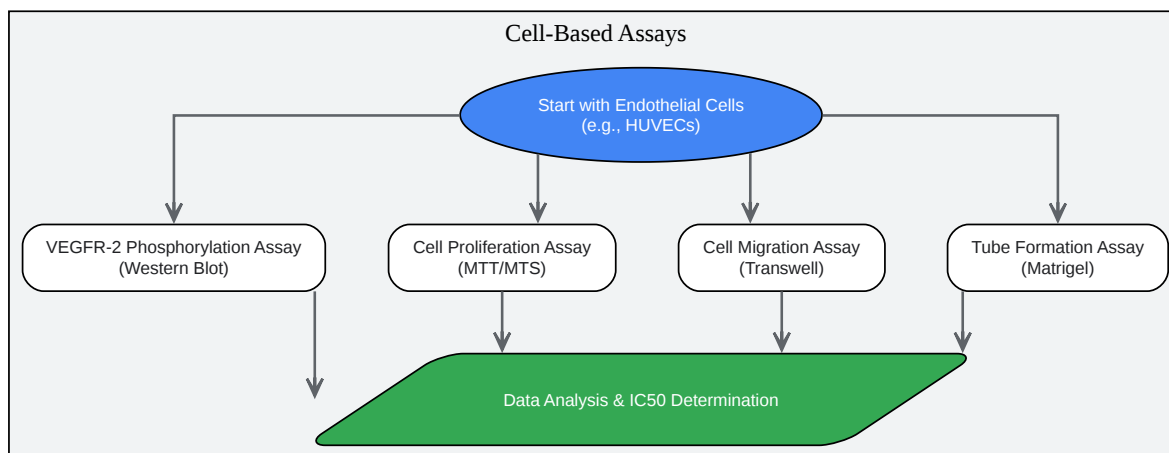 Cell-Based Assays
Start with Endothelial Cells
(e.g., HUVECs)
VEGFR-2 Phosphorylation Assay
(Western Blot)
Cell Proliferation Assay
(MTT/MTS)
Cell Migration Assay
(Transwell)
Tube Formation Assay
(Matrigel)
Data Analysis & IC50 Determination